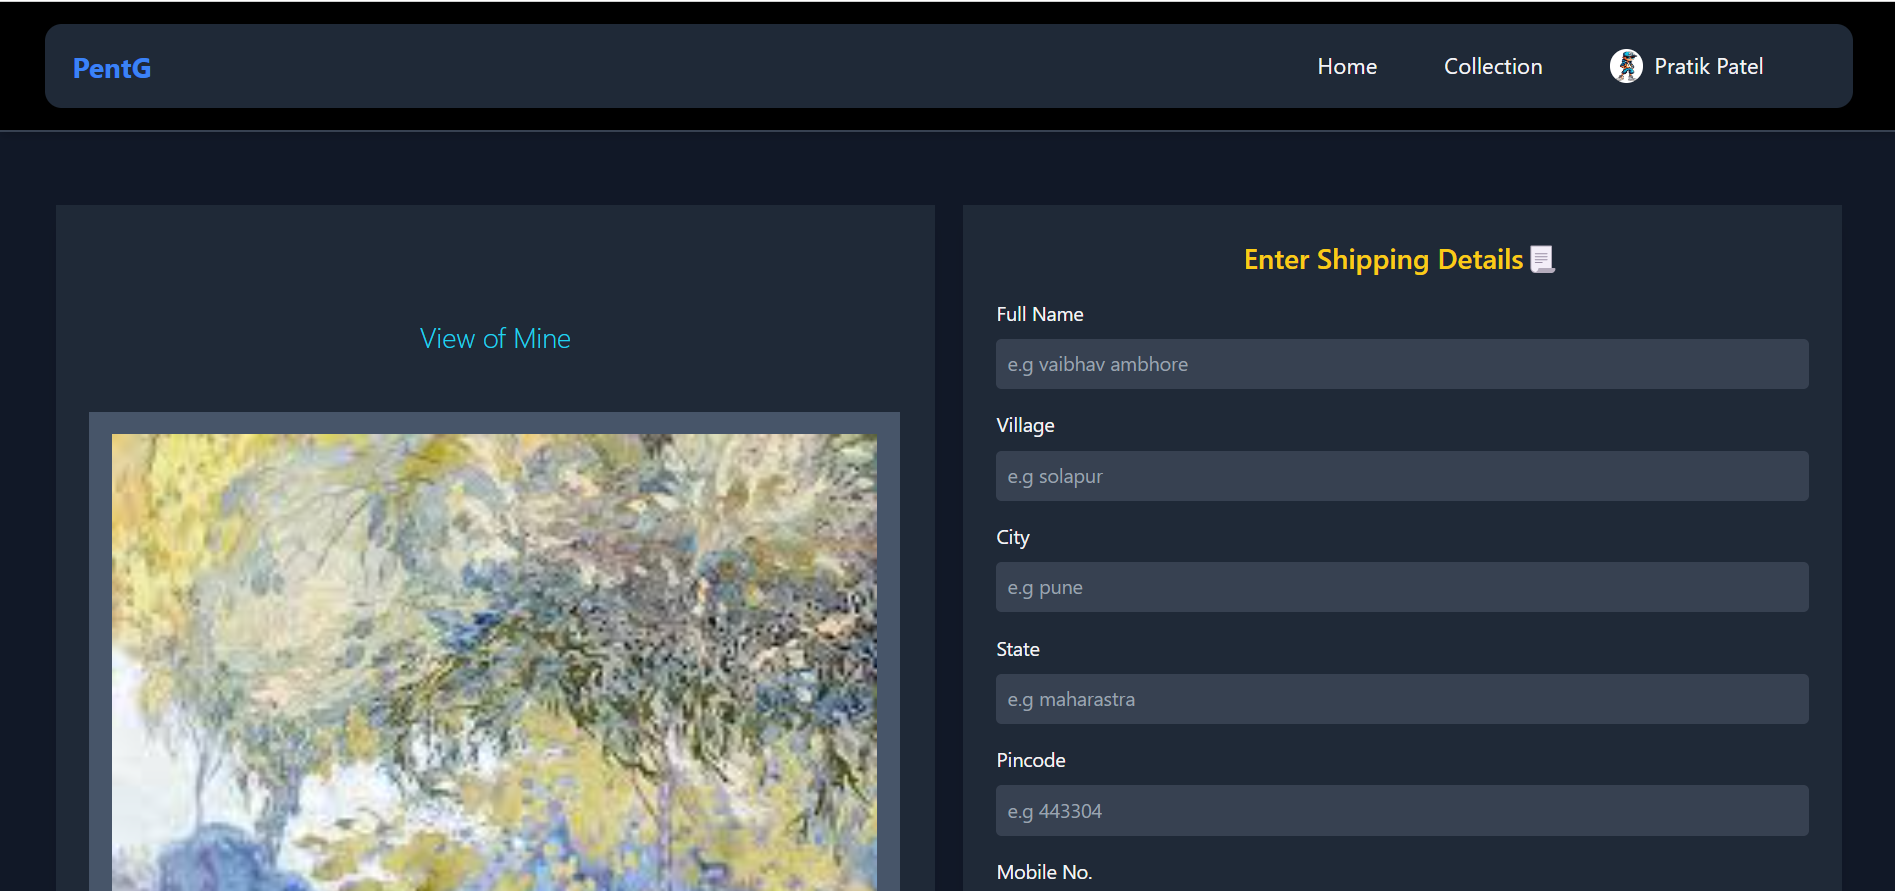 PentG
Home
Collection
Pratik Patel
View of Mine
Enter Shipping Details
Full Name
e.g vaibhav ambhore
Village
e.g solapur
City
e.g pune
State
e.g maharastra
Pincode
e.g 443304
Mobile No.